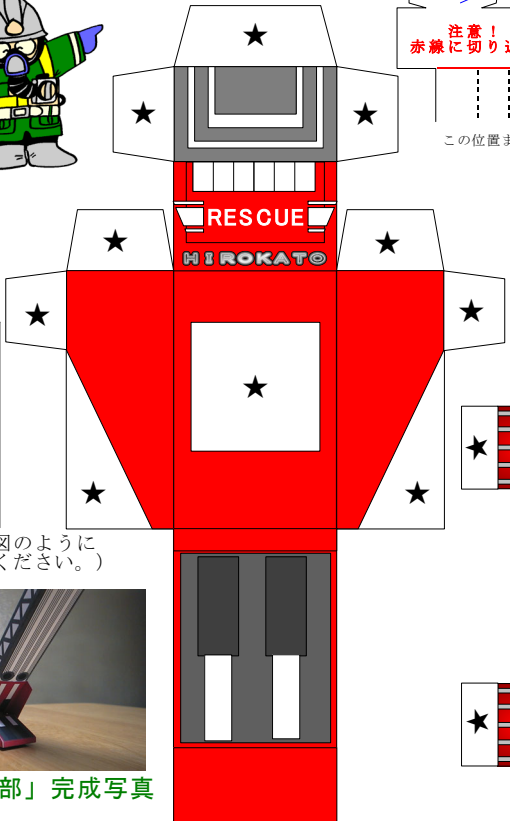 注意！
赤線に切り込
この位置ま
RESCUE
HIROKATO
図のように
ください。）
部」完成写真